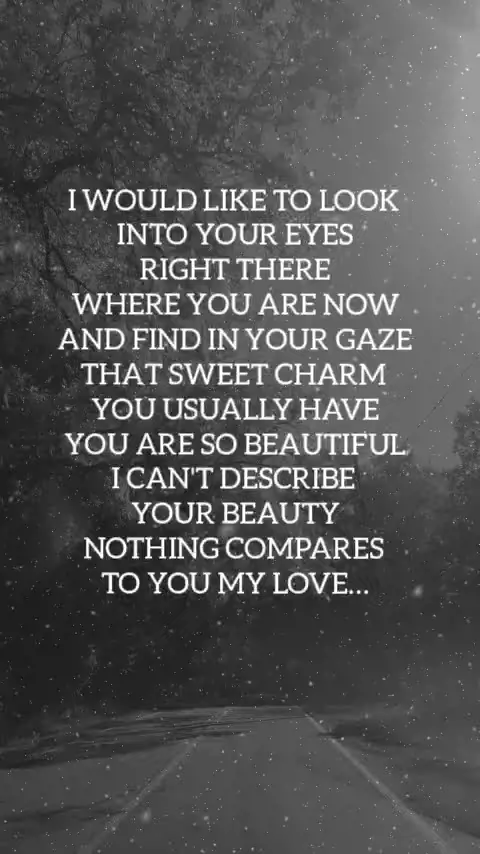 I WOULD LIKE TO LOOK
INTO YOUR EYES
RIGHT THERE
WHERE YOU ARE NOW
AND FIND IN YOUR GAZE
THAT SWEET CHARM
YOU USUALLY HAVE
YOU ARE SO BEAUTIFUL
I CAN'T DESCRIBE
YOUR BEAUTY
NOTHING COMPARES
TO YOU MY LOVE...